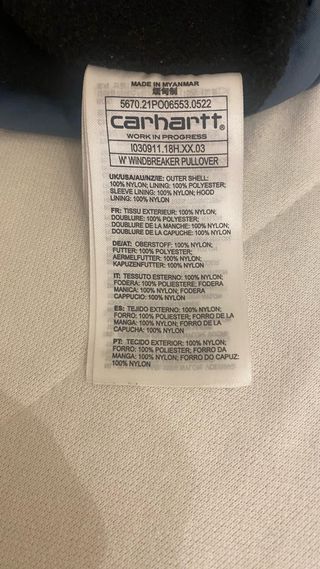 MADE IN MYANMAR
缅甸制
5670.21PO06553.0522
carhartt®
WORK IN PROGRESS
I030911.18H.XX.03
W' WINDBREAKER PULLOVER
UK/USA/AU/NZ/IE: OUTER SHELL:
100% NYLON; LINING: 100% POLYESTER;
SLEEVE LINING: 100% NYLON; HOOD
LINING: 100% NYLON
FR: TISSU EXTERIEUR: 100% NYLON;
DOUBLURE: 100% POLYESTER;
DOUBLURE DE LA MANCHE: 100% NYLON;
DOUBLURE DE LA CAPUCHE: 100% NYLON
DE/AT: OBERSTOFF: 100% NYLON;
FUTTER: 100% POLYESTER;
AERMELFUTTER: 100% NYLON;
KAPUZENFUTTER: 100% NYLON
IT: TESSUTO ESTERNO: 100% NYLON;
FODERA: 100% POLIESTERE; FODERA
MANICA: 100% NYLON; FODERA
CAPPUCIO: 100% NYLON
ES: TEJIDO EXTERNO: 100% NYLON;
FORRO: 100% POLIESTER; FORRO DE LA
MANGA: 100% NYLON; FORRO DE LA
CAPUCHA: 100% NYLON
PT: TECIDO EXTERIOR: 100% NYLON;
FORRO: 100% POLIESTER; FORRO DA
MANGA: 100% NYLON; FORRO DO CAPUZ:
100% NYLON